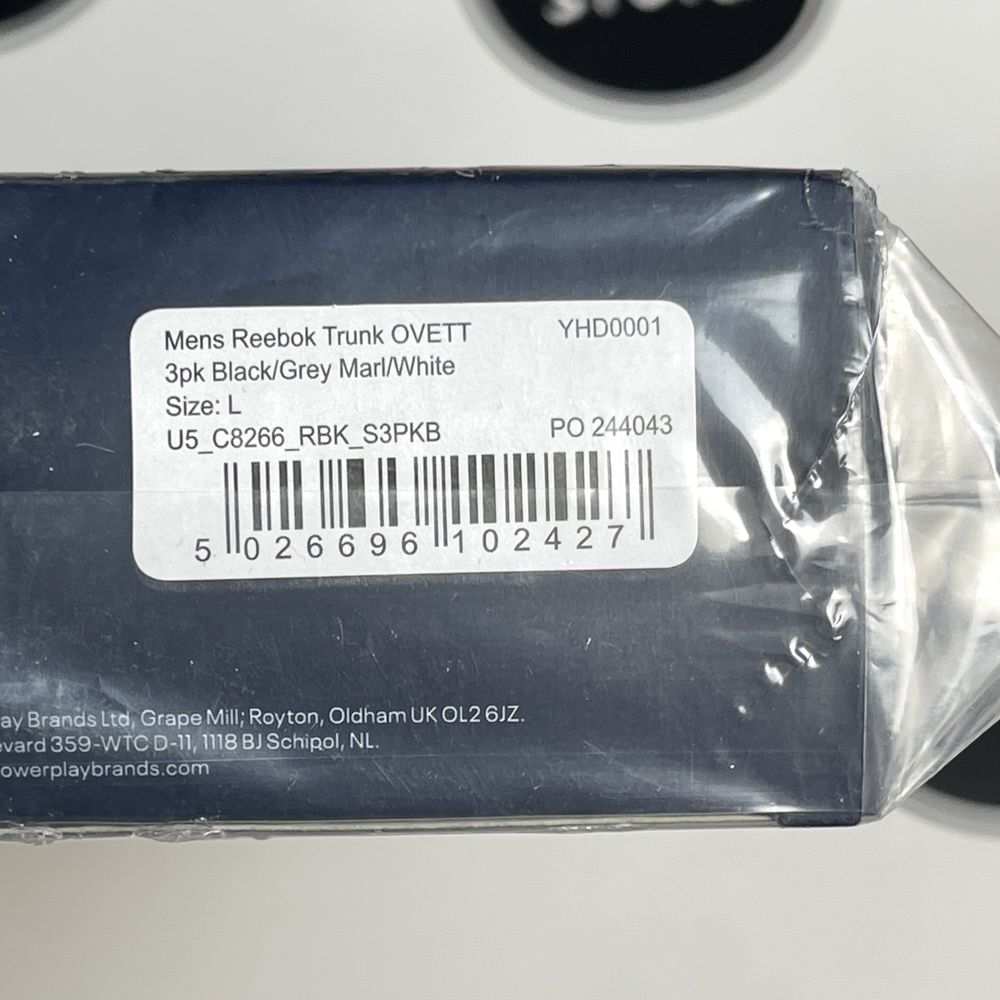 Mens Reebok Trunk OVETT YHD0001
3pk Black/Grey Marl/White
Size: L
U5_C8266_RBK_S3PKB PO 244043
5 026696 102427
ay Brands Ltd, Grape Mill; Royton, Oldham UK OL2 6JZ.
evard 359-WTC D-11, 1118 BJ Schipol, NL.
owerplaybrands.com